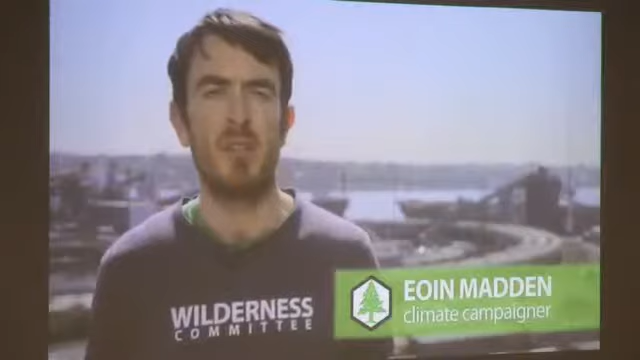 WILDERNESS
COMMITTEE
EOIN MADDEN
climate campaigner